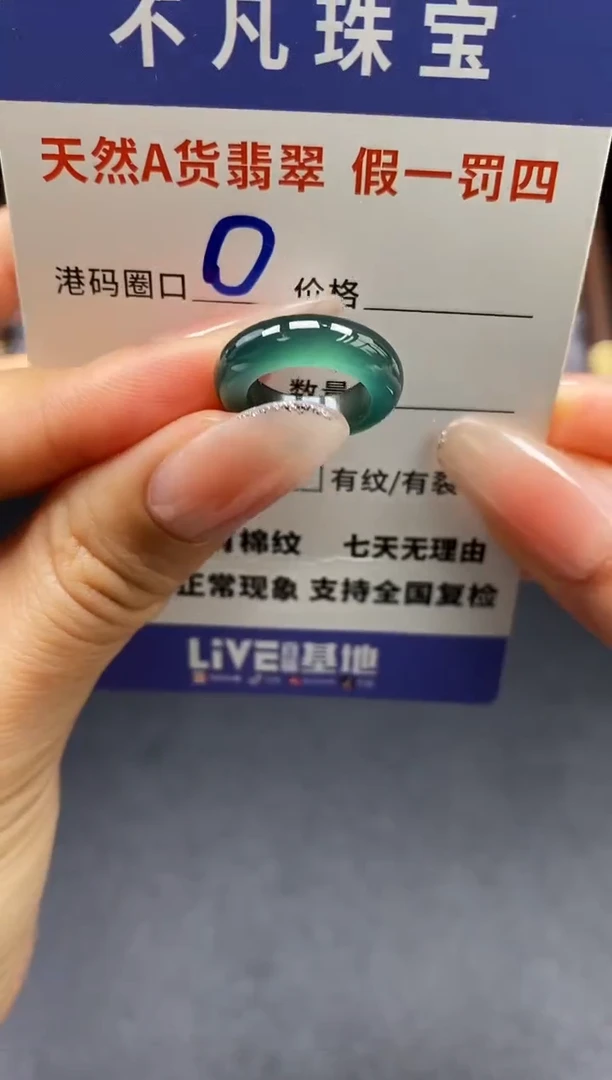 不凡珠宝
天然A货翡翠 假一罚四
港码圈口 0 价格
数量
有纹/有裂
棉纹 七天无理由
正常现象 支持全国复检
LiVE 基地